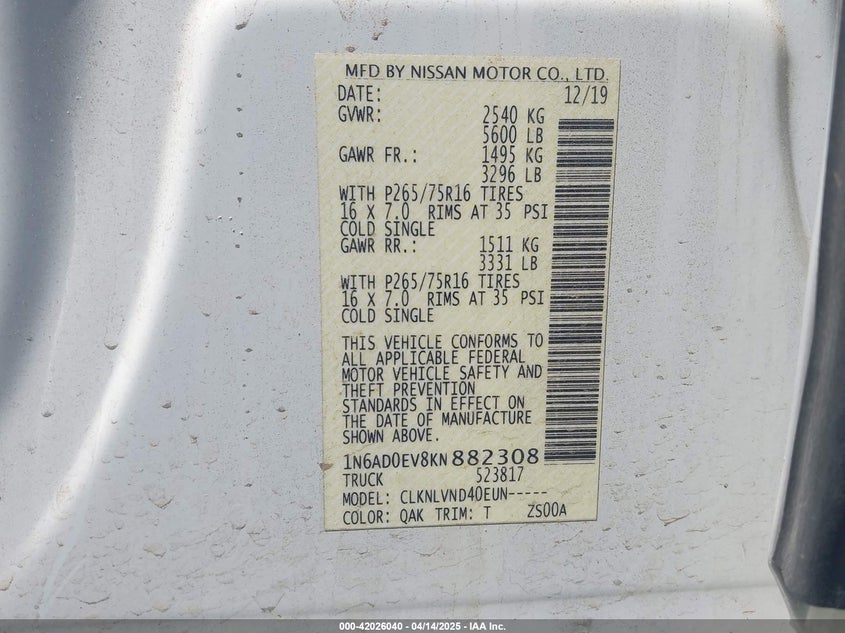 MFD BY NISSAN MOTOR CO., LTD.
DATE: 12/19
GVWR: 2540 KG
5600 LB
GAWR FR.: 1495 KG
3296 LB
WITH P265/75R16 TIRES
16 X 7.0 RIMS AT 35 PSI
COLD SINGLE
GAWR RR.: 1511 KG
3331 LB
WITH P265/75R16 TIRES
16 X 7.0 RIMS AT 35 PSI
COLD SINGLE
THIS VEHICLE CONFORMS TO
ALL APPLICABLE FEDERAL
MOTOR VEHICLE SAFETY AND
THEFT PREVENTION
STANDARDS IN EFFECT ON
THE DATE OF MANUFACTURE
SHOWN ABOVE.
1N6AD0EV8KN882308
TRUCK 523817
MODEL: CLKNLVND40EUN-----
COLOR: QAK TRIM: T ZS00A
000-42026040 - 04/14/2025 - IAA Inc.